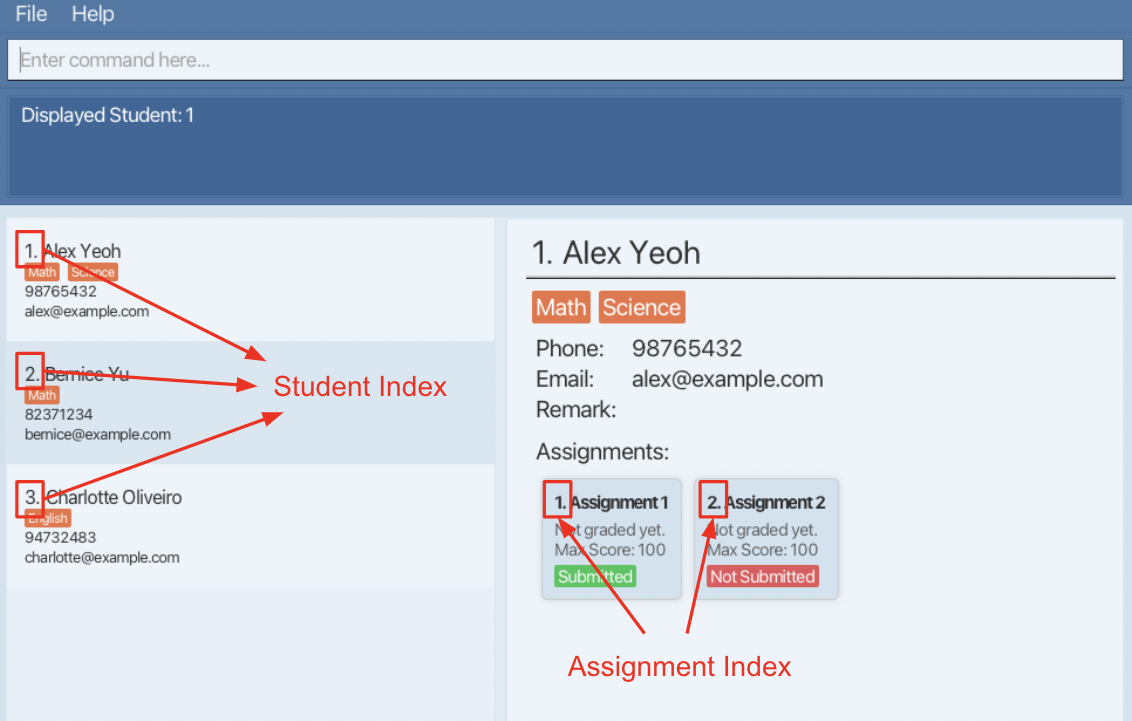 File Help
Enter command here...
Displayed Student: 1
1. Alex Yeoh
Math Science
98765432
alex@example.com
2. Bernice Yu
Math
82371234
bernice@example.com
3. Charlotte Oliveiro
English
94732483
charlotte@example.com
Student Index
1. Alex Yeoh
Math Science
Phone: 98765432
Email: alex@example.com
Remark:
Assignments:
1. Assignment 1
Not graded yet.
Max Score: 100
Submitted
2. Assignment 2
Not graded yet.
Max Score: 100
Not Submitted
Assignment Index